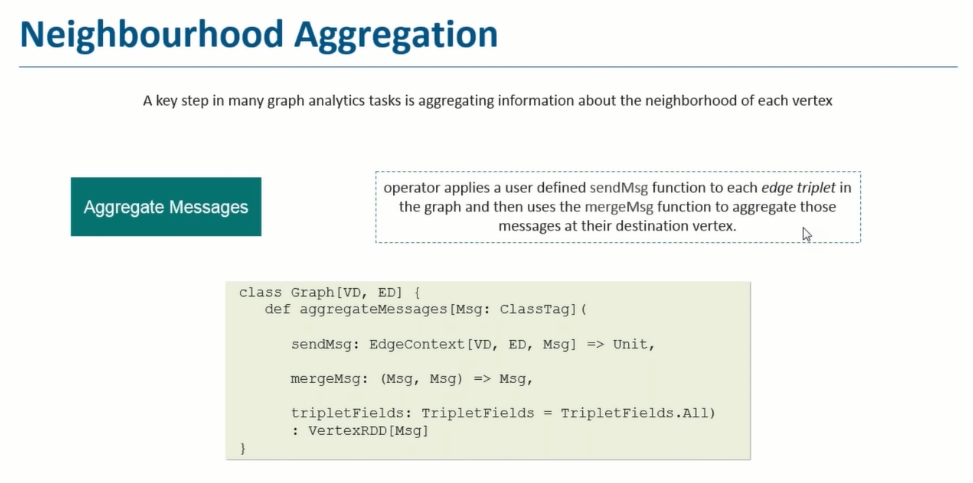 Neighbourhood Aggregation
A key step in many graph analytics tasks is aggregating information about the neighborhood of each vertex
Aggregate Messages
operator applies a user defined sendMsg function to each edge triplet in
the graph and then uses the mergeMsg function to aggregate those
messages at their destination vertex.
class Graph[VD, ED] {
def aggregateMessages[Msg: ClassTag](
sendMsg: EdgeContext[VD, ED, Msg] => Unit,
mergeMsg: (Msg, Msg) => Msg,
tripletFields: TripletFields = TripletFields.All)
: VertexRDD[Msg]
}